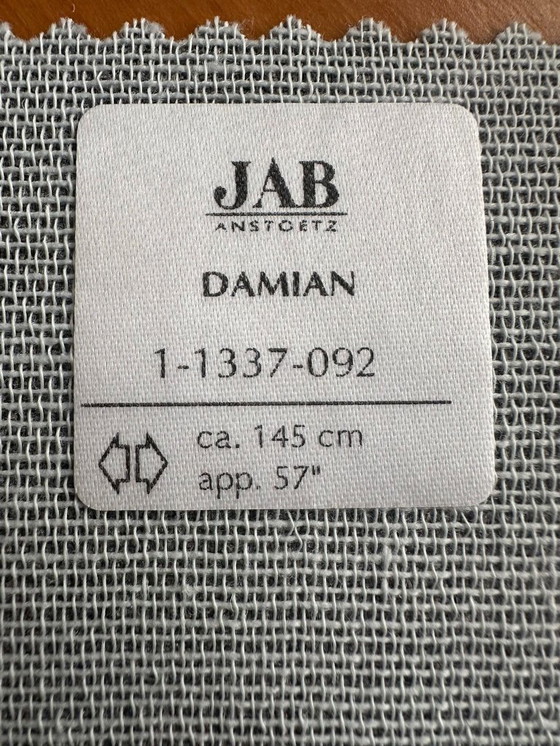 JAB
ANSTOETZ
DAMIAN
1-1337-092
ca. 145 cm
app. 57"